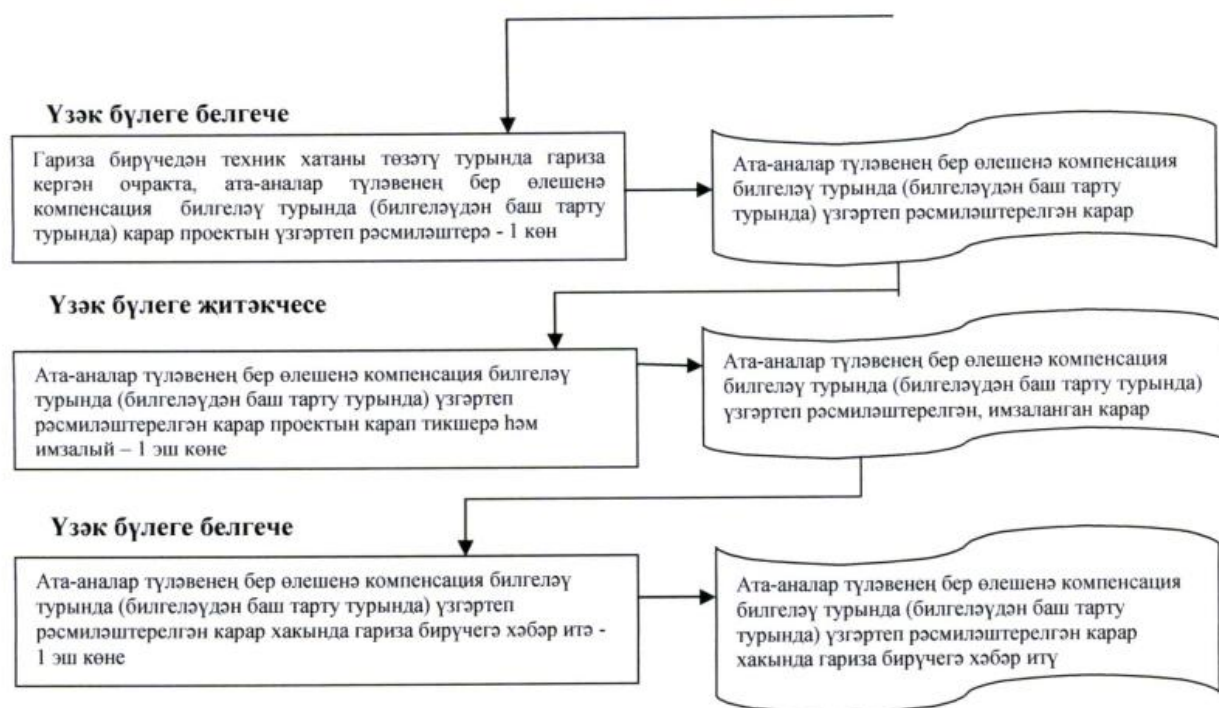 Үзәк бүлеге белгече
Гариза бирүчедән техник хатаны төзәтү турында гариза
кергән очракта, ата-аналар түләвенең бер өлешенә
компенсация билгеләү турында (билгеләүдән баш тарту
турында) карар проектын үзгәртеп рәсмиләштерә - 1 көн
Ата-аналар түләвенең бер өлешенә компенсация
билгеләү турында (билгеләүдән баш тарту
турында) үзгәртеп рәсмиләштерелгән карар
Үзәк бүлеге җитәкчесе
Ата-аналар түләвенең бер өлешенә компенсация билгеләү
турында (билгеләүдән баш тарту турында) үзгәртеп
рәсмиләштерелгән карар проектын карап тикшерә һәм
имзалый – 1 эш көне
Ата-аналар түләвенең бер өлешенә компенсация
билгеләү турында (билгеләүдән баш тарту турында)
үзгәртеп рәсмиләштерелгән, имзаланган карар
Үзәк бүлеге белгече
Ата-аналар түләвенең бер өлешенә компенсация билгеләү
турында (билгеләүдән баш тарту турында) үзгәртеп
рәсмиләштерелгән карар хакында гариза бирүчегә хәбәр итә -
1 эш көне
Ата-аналар түләвенең бер өлешенә компенсация
билгеләү турында (билгеләүдән баш тарту
турында) үзгәртеп рәсмиләштерелгән карар
хакында гариза бирүчегә хәбәр итү